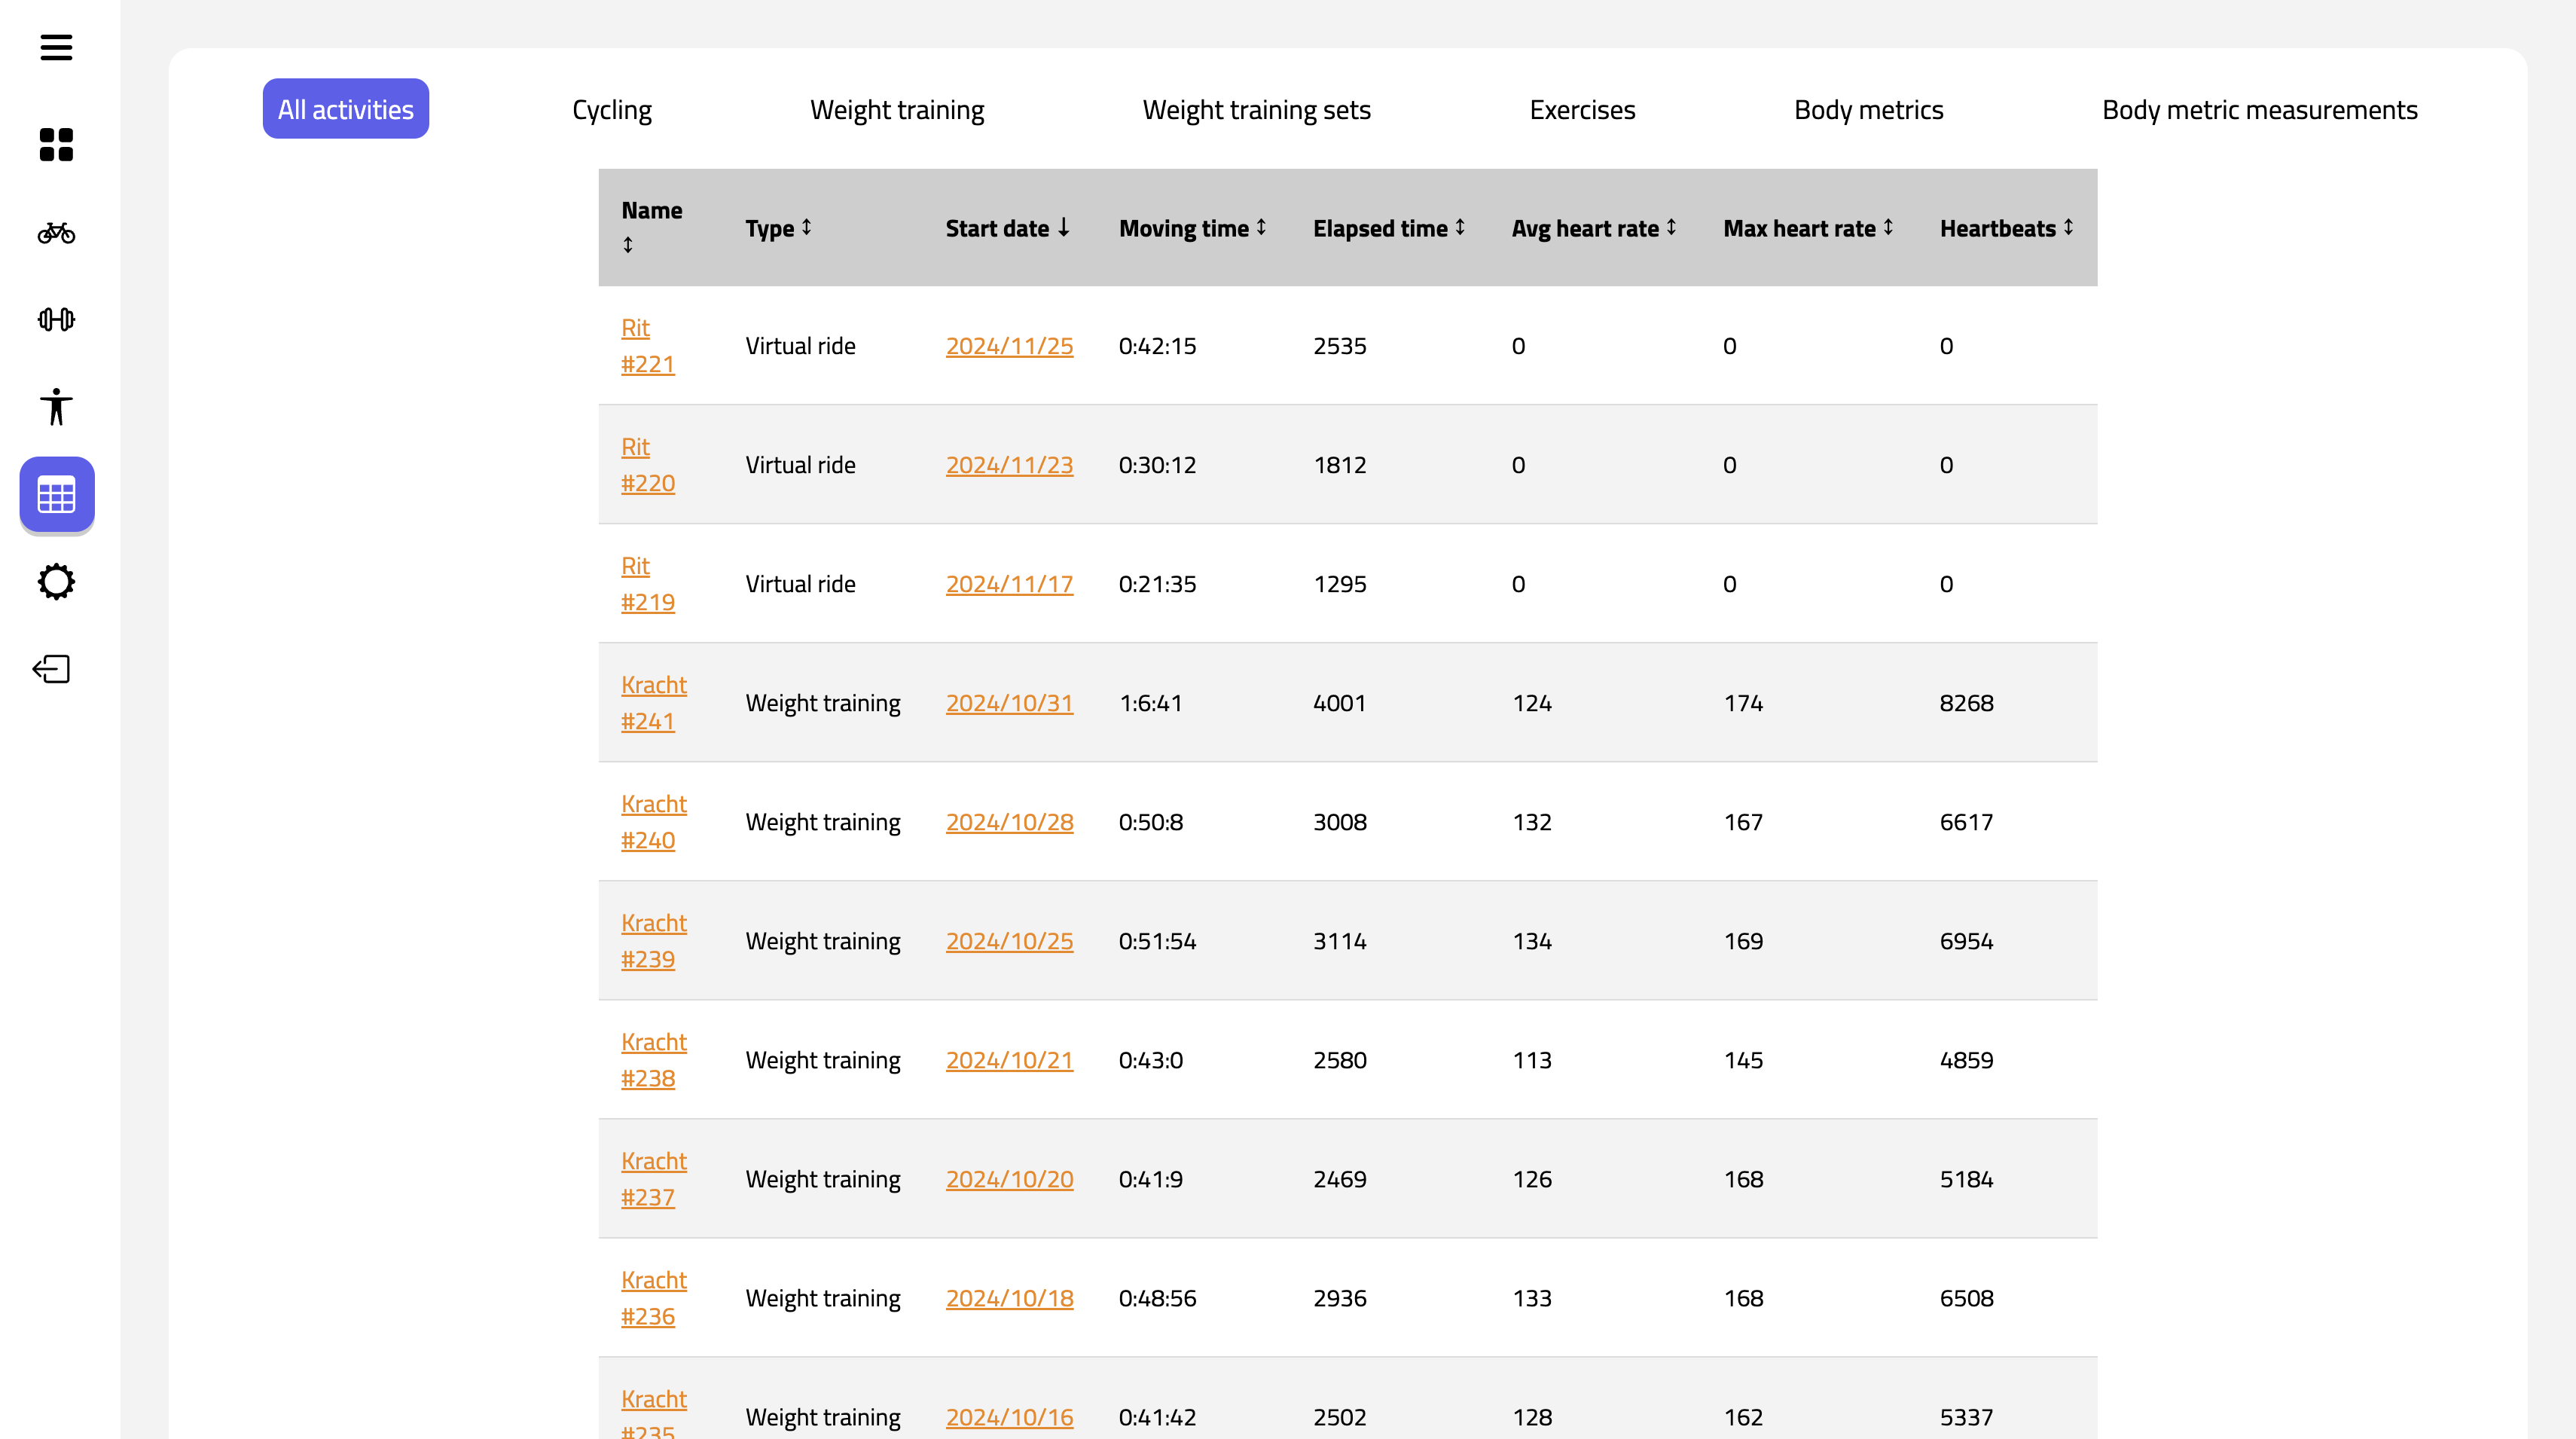 All activities Cycling Weight training Weight training sets Exercises Body metrics Body metric measurements
Name ↕ Type ↕ Start date ↓ Moving time ↕ Elapsed time ↕ Avg heart rate ↕ Max heart rate ↕ Heartbeats ↕
Rit #221 Virtual ride 2024/11/25 0:42:15 2535 0 0 0
Rit #220 Virtual ride 2024/11/23 0:30:12 1812 0 0 0
Rit #219 Virtual ride 2024/11/17 0:21:35 1295 0 0 0
Kracht #241 Weight training 2024/10/31 1:6:41 4001 124 174 8268
Kracht #240 Weight training 2024/10/28 0:50:8 3008 132 167 6617
Kracht #239 Weight training 2024/10/25 0:51:54 3114 134 169 6954
Kracht #238 Weight training 2024/10/21 0:43:0 2580 113 145 4859
Kracht #237 Weight training 2024/10/20 0:41:9 2469 126 168 5184
Kracht #236 Weight training 2024/10/18 0:48:56 2936 133 168 6508
Kracht #235 Weight training 2024/10/16 0:41:42 2502 128 162 5337